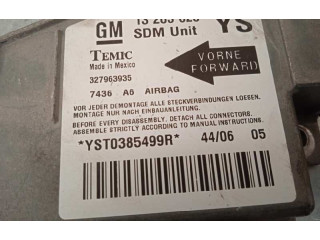 GM
SDM Unit
YS
TEMIC
Made in Mexico
VORNE
FORWARD
327963935
7436 A6 AIRBAG
VOR JEDER DEMONTAGE ALLE STECKVERBINDUNGEN LOESEN.
MONTAGE NUR NACH EINBAUANLEITUNG !
BEFORE EVERY DISASSEMBLY, DETACH ALL CONNECTORS.
ASSEMBLY ACCORDING TO MANUAL INSTRUCTIONS !
*YST0385499R* 44/06 05